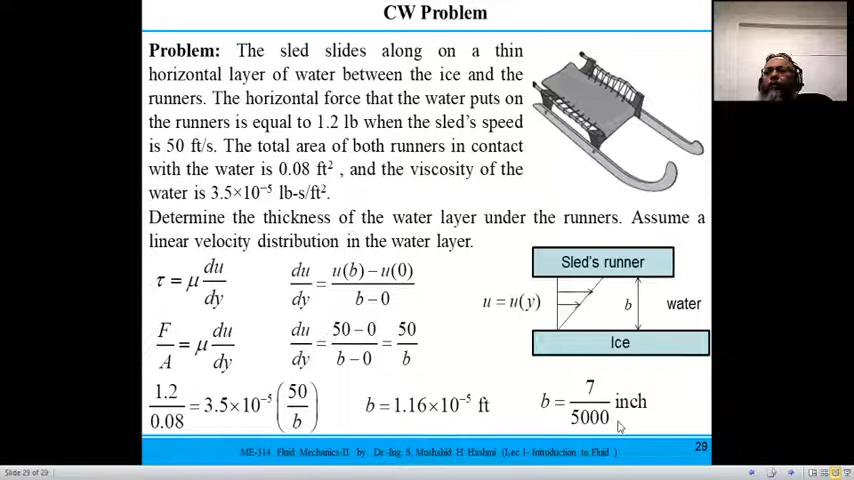 CW Problem
Problem: The sled slides along on a thin
horizontal layer of water between the ice and the
runners. The horizontal force that the water puts on
the runners is equal to 1.2 lb when the sled's speed
is 50 ft/s. The total area of both runners in contact
with the water is 0.08 ft² , and the viscosity of the
water is 3.5×10⁻⁵ lb-s/ft².
Determine the thickness of the water layer under the runners. Assume a
linear velocity distribution in the water layer.
τ = μ du/dy
du/dy = (u(b) − u(0))/(b − 0)
F/A = μ du/dy
du/dy = (50 − 0)/(b − 0) = 50/b
1.2/0.08 = 3.5×10⁻⁵ (50/b)
b = 1.16×10⁻⁵ ft
b = 7/5000 inch
Sled's runner
u = u(y)
b
water
Ice
ME-314 Fluid Mechanics-II by Dr.-Ing. S. Mushahid H. Hashmi (Lec 1- Introduction to Fluid )
29
Slide 29 of 29